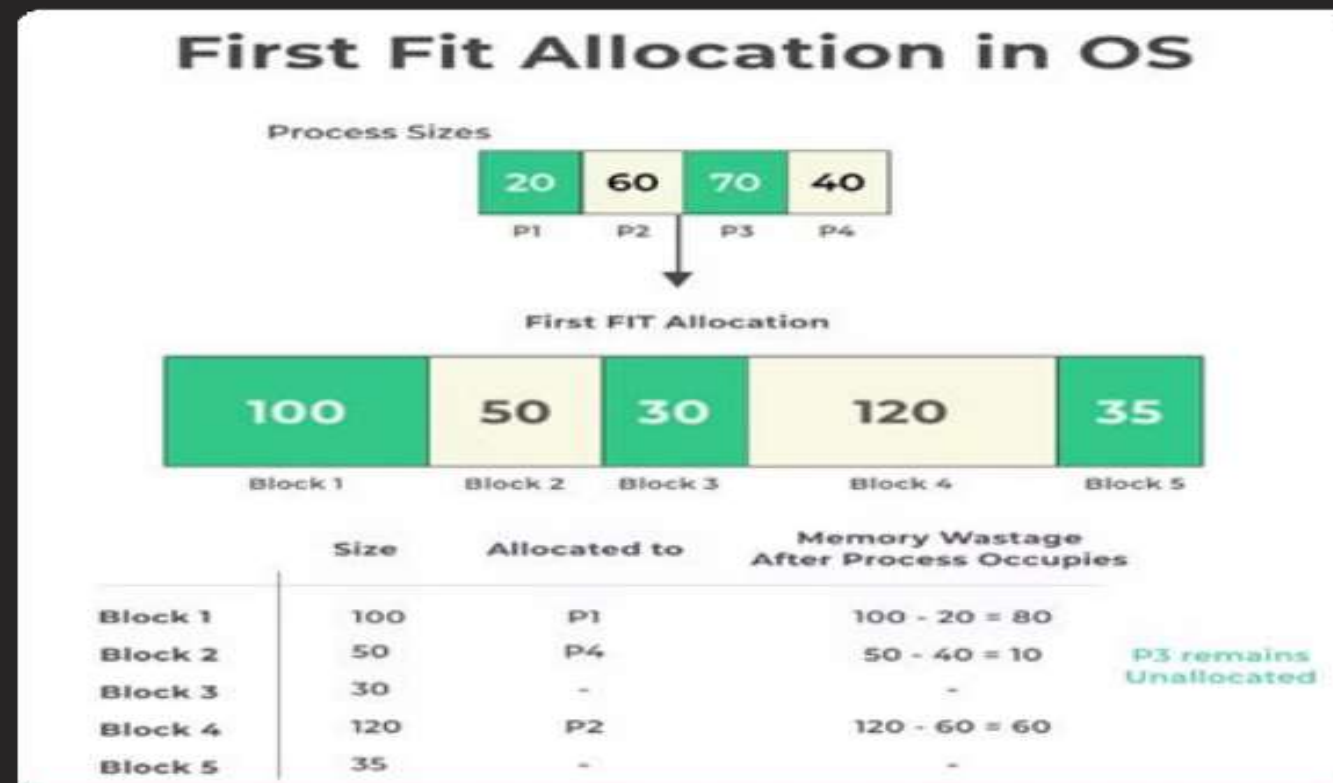 First Fit Allocation in OS
Process Sizes
20 60 70 40
P1 P2 P3 P4
First FIT Allocation
100 50 30 120 35
Block 1 Block 2 Block 3 Block 4 Block 5
Size Allocated to Memory Wastage After Process Occupies
Block 1 100 P1 100 - 20 = 80
Block 2 50 P4 50 - 40 = 10
Block 3 30 - -
Block 4 120 P2 120 - 60 = 60
Block 5 35 - -
P3 remains
Unallocated